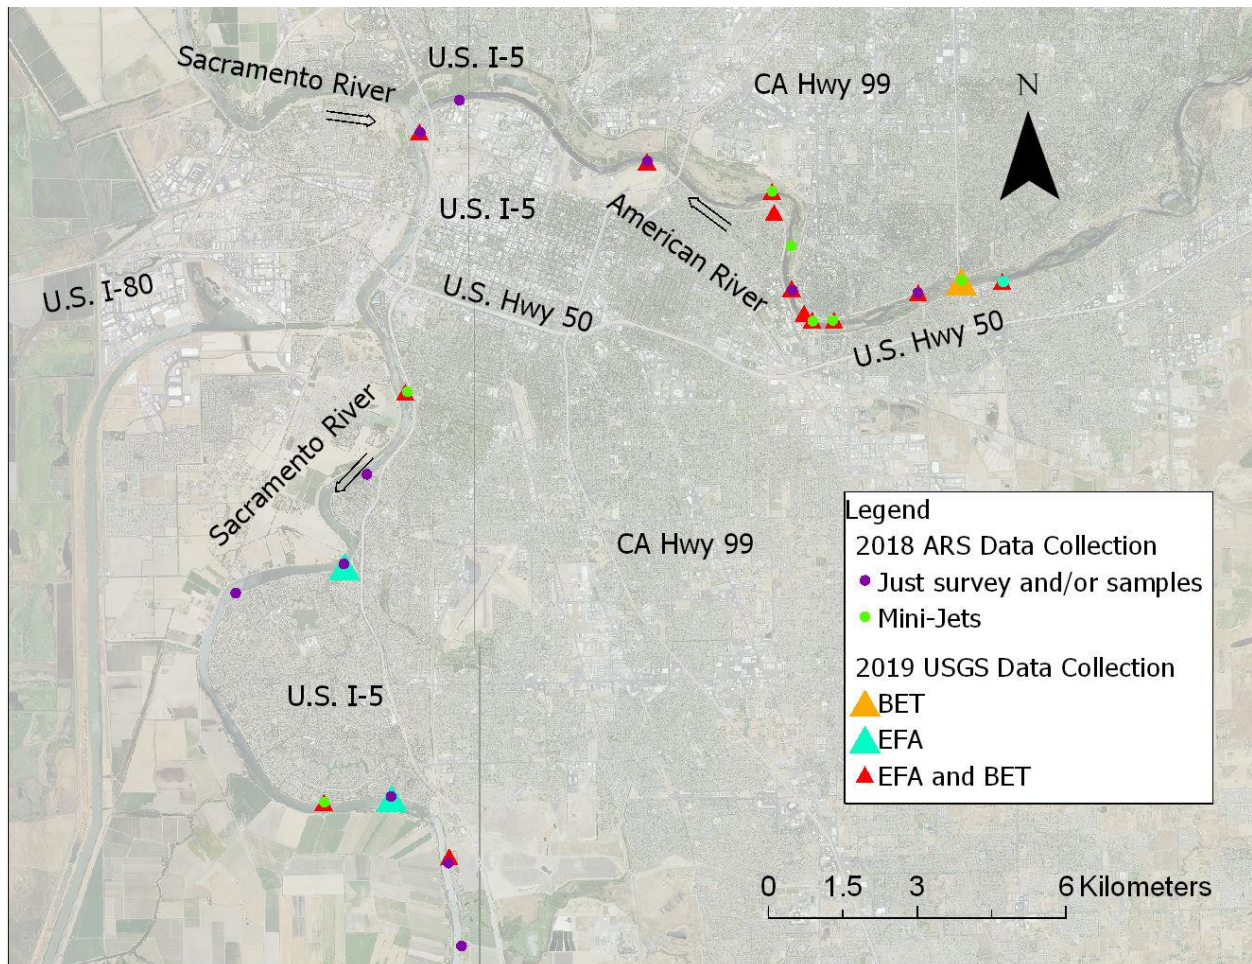 U.S. I-5
Sacramento River
CA Hwy 99
N
U.S. I-5
American River
U.S. I-80
U.S. Hwy 50
U.S. Hwy 50
Sacramento River
CA Hwy 99
U.S. I-5
Legend
2018 ARS Data Collection
Just survey and/or samples
Mini-Jets
2019 USGS Data Collection
BET
EFA
EFA and BET
0 1.5 3 6 Kilometers